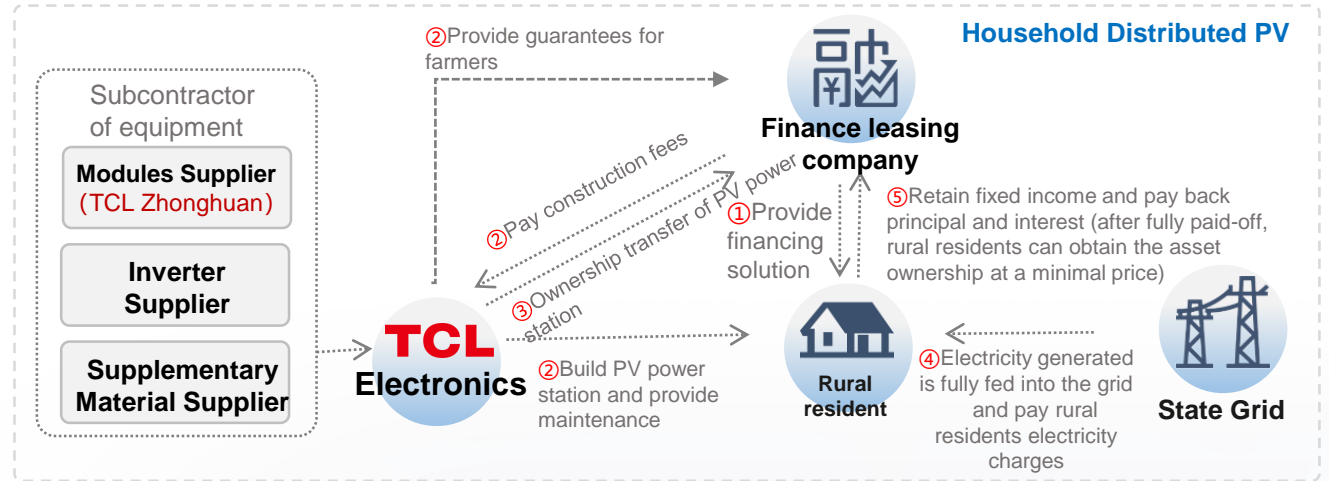 Household Distributed PV
②Provide guarantees for
farmers
Subcontractor
of equipment
Modules Supplier
(TCL Zhonghuan)
Inverter
Supplier
Supplementary
Material Supplier
融
¥
Finance leasing
company
②Pay construction fees
③Ownership transfer of PV power
station
①Provide
financing
solution
⑤Retain fixed income and pay back
principal and interest (after fully paid-off,
rural residents can obtain the asset
ownership at a minimal price)
TCL
Electronics
②Build PV power
station and provide
maintenance
Rural
resident
④Electricity generated
is fully fed into the grid
and pay rural
residents electricity
charges
State Grid